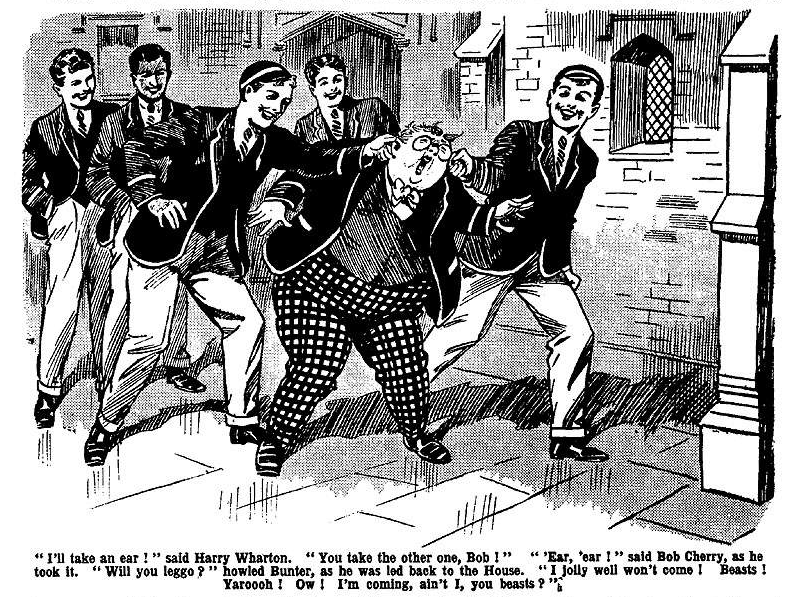 “ I’ll take an ear ! ” said Harry Wharton. “ You take the other one, Bob ! ” “ ’Ear, ’ear ! ” said Bob Cherry, as he
took it. “ Will you leggo ? ” howled Bunter, as he was led back to the House. “ I jolly well won’t come ! Beasts !
Yaroooh ! Ow ! I’m coming, ain’t I, you beasts ? ”